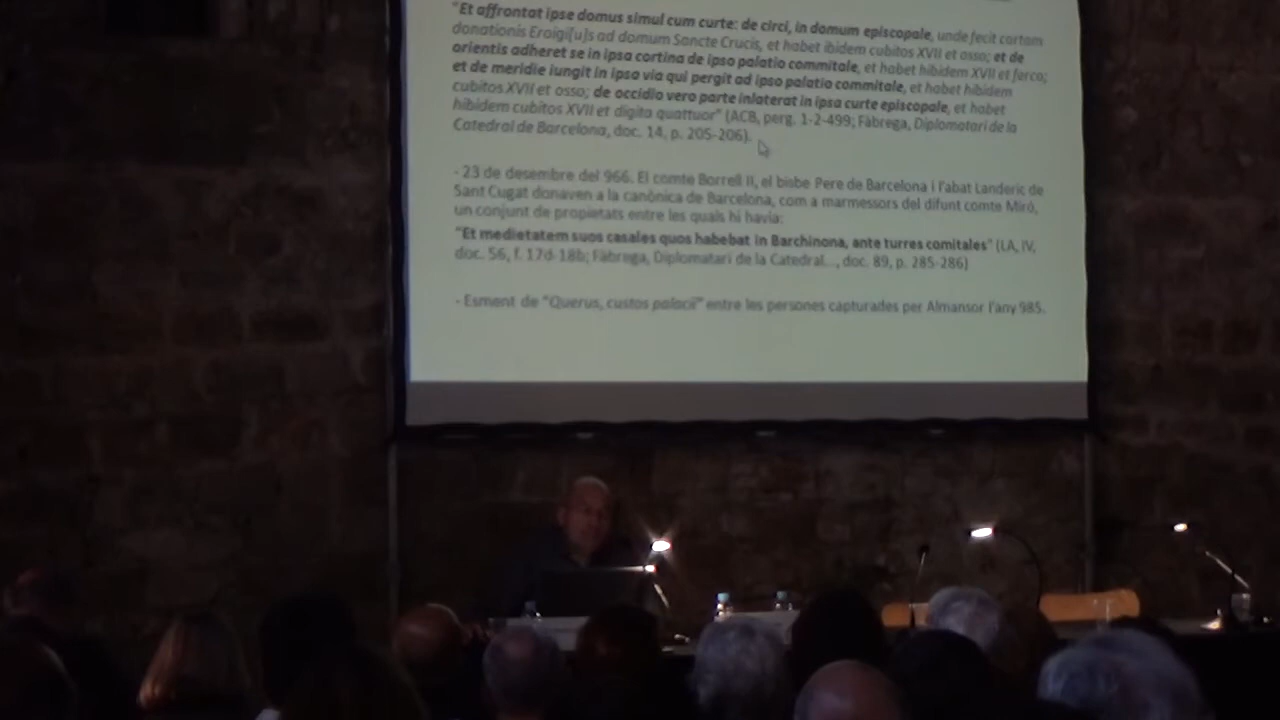 "Et affrontat ipse domus simul cum curte: de circi, in domum episcopale, unde fecit cartam
donationis Eroigi[u]s ad domum Sancte Crucis, et habet ibidem cubitos XVII et osso; et de
orientis adheret se in ipsa cortina de ipso palatio commitale, et habet hibidem XVII et forco;
et de meridie iungit in ipsa via qui pergit ad ipso palatio commitale, et habet hibidem
cubitos XVII et osso; de occidio vero parte inlaterat in ipsa curte episcopale, et habet
hibidem cubitos XVII et digita quattuor" (ACB, perg. 1-2-499; Fàbrega, Diplomatari de la
Catedral de Barcelona, doc. 14, p. 205-206).
- 23 de desembre del 966. El comte Borrell II, el bisbe Pere de Barcelona i l'abat Landeric de
Sant Cugat donaven a la canònica de Barcelona, com a marmessors del difunt comte Miró,
un conjunt de propietats entre les quals hi havia:
"Et medietatem suos casales quos habebat in Barchinona, ante turres comitales" (LA, IV,
doc. 56, f. 17d-18b; Fàbrega, Diplomatari de la Catedral..., doc. 89, p. 285-286)
- Esment de "Querus, custos palacii" entre les persones capturades per Almansor l'any 985.